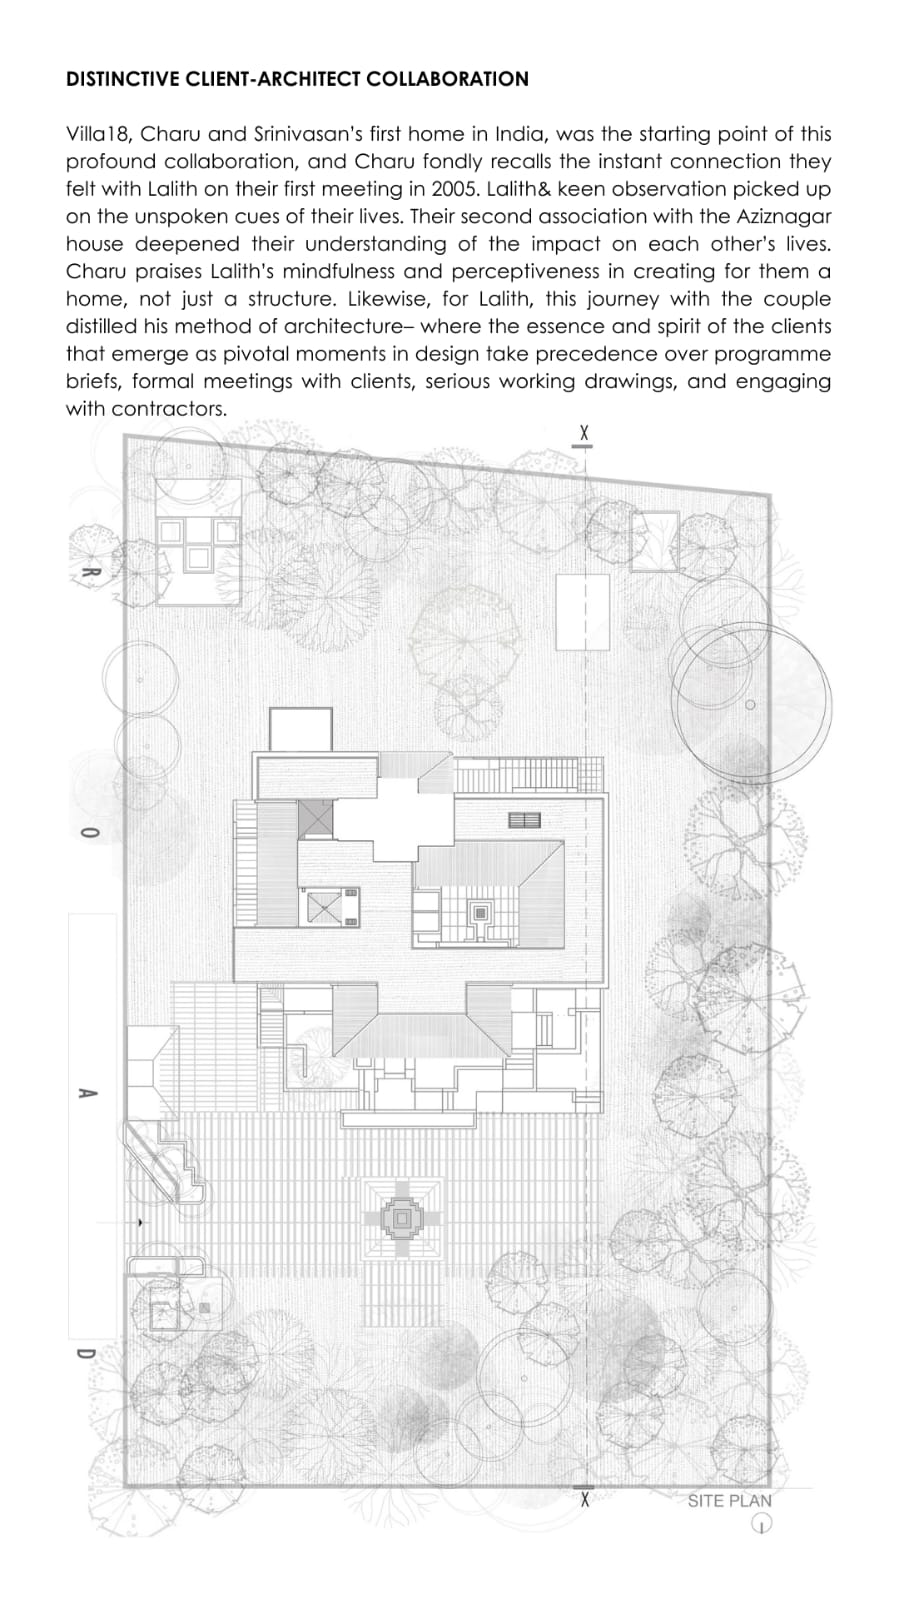 DISTINCTIVE CLIENT-ARCHITECT COLLABORATION
Villa18, Charu and Srinivasan's first home in India, was the starting point of this
profound collaboration, and Charu fondly recalls the instant connection they
felt with Lalith on their first meeting in 2005. Lalith& keen observation picked up
on the unspoken cues of their lives. Their second association with the Aziznagar
house deepened their understanding of the impact on each other's lives.
Charu praises Lalith's mindfulness and perceptiveness in creating for them a
home, not just a structure. Likewise, for Lalith, this journey with the couple
distilled his method of architecture– where the essence and spirit of the clients
that emerge as pivotal moments in design take precedence over programme
briefs, formal meetings with clients, serious working drawings, and engaging
with contractors.
X
R
O
A
D
X
SITE PLAN